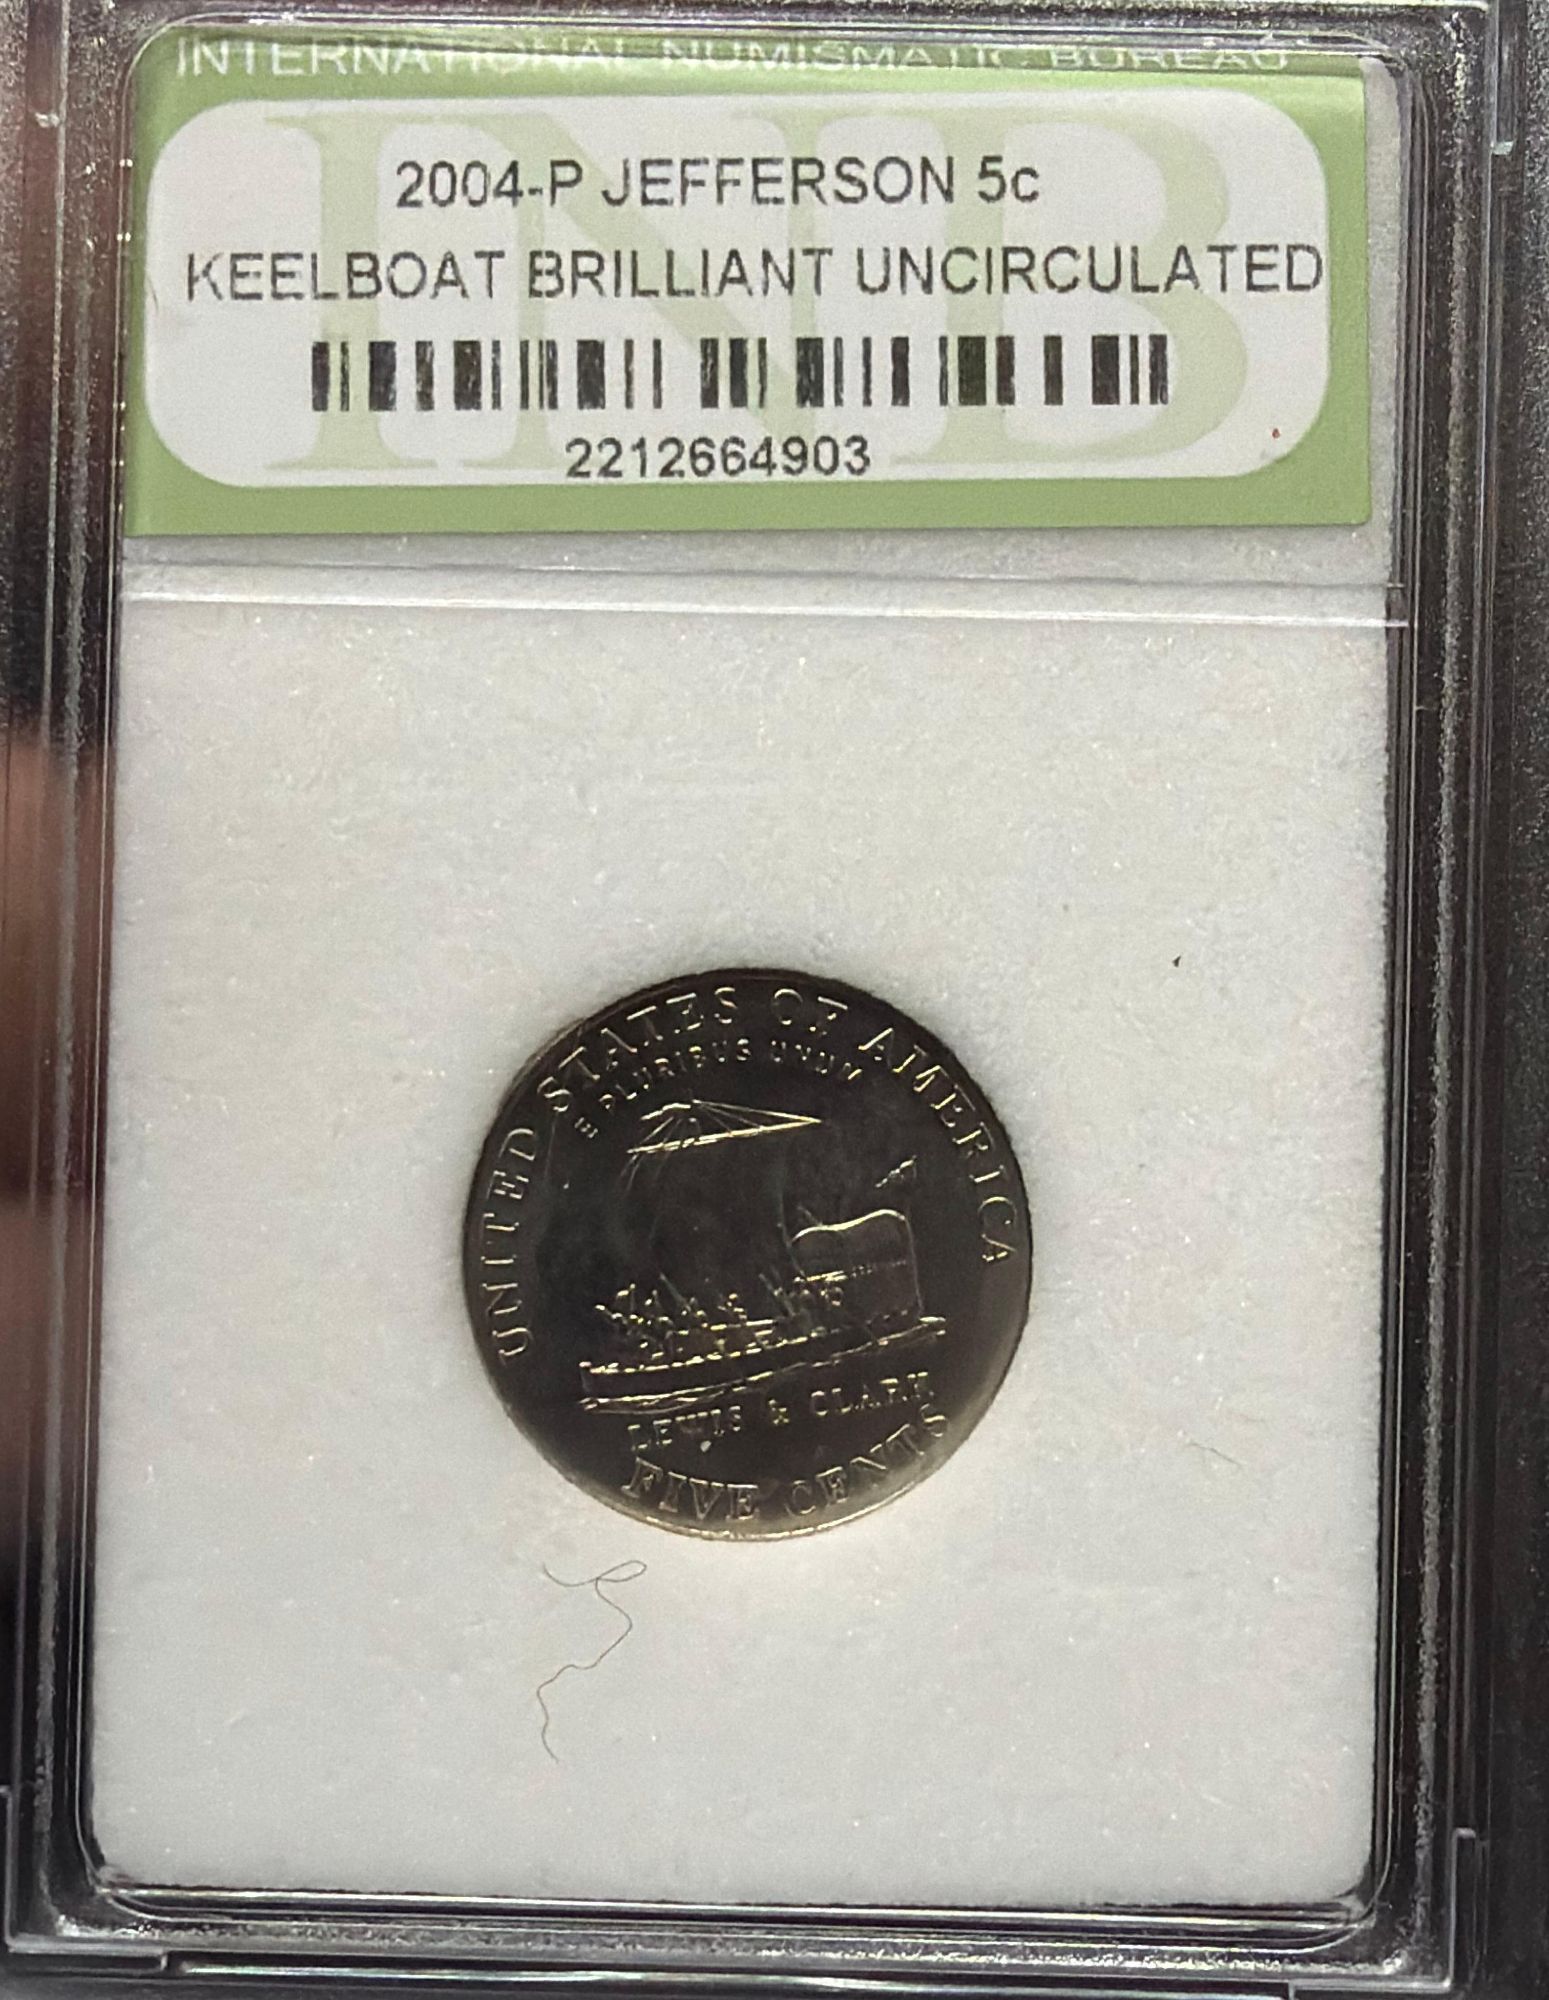 INTERNATIONAL NUMISMATIC BUREAU
INB
2004-P JEFFERSON 5c
KEELBOAT BRILLIANT UNCIRCULATED
2212664903
UNITED STATES OF AMERICA
E PLURIBUS UNUM
LEWIS & CLARK
FIVE CENTS